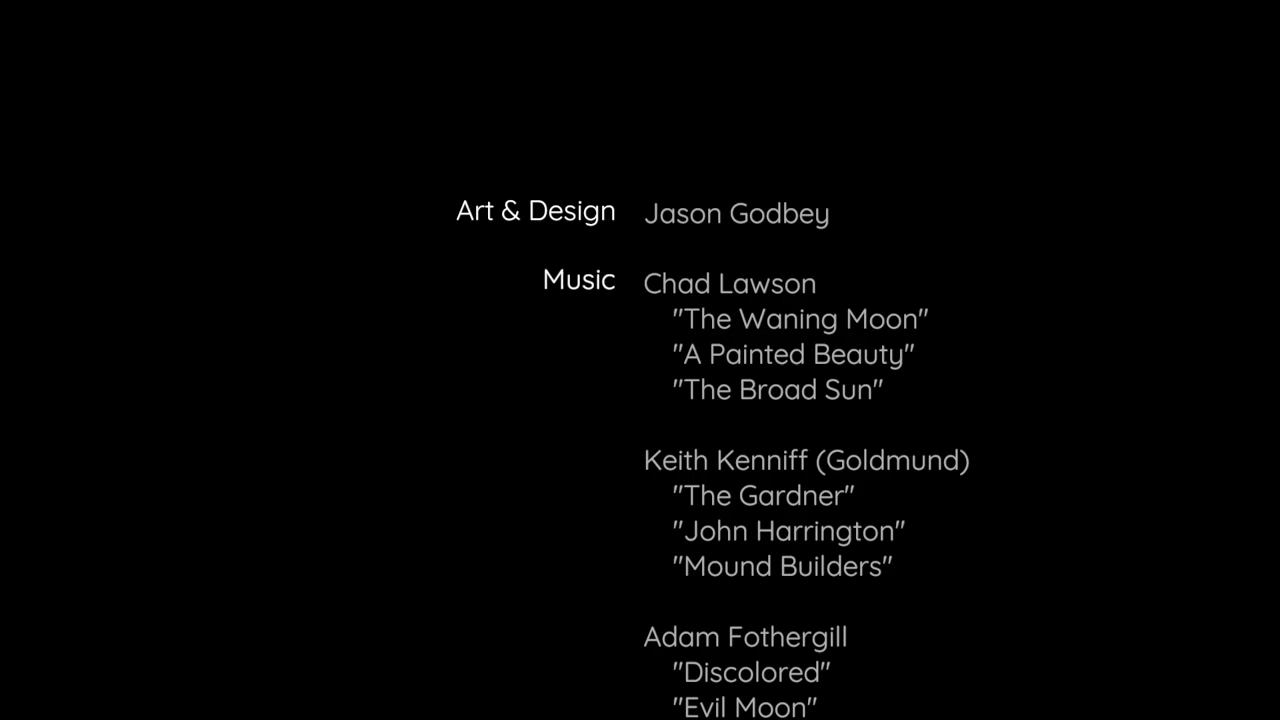 Art & Design Jason Godbey
Music Chad Lawson
"The Waning Moon"
"A Painted Beauty"
"The Broad Sun"
Keith Kenniff (Goldmund)
"The Gardner"
"John Harrington"
"Mound Builders"
Adam Fothergill
"Discolored"
"Evil Moon"